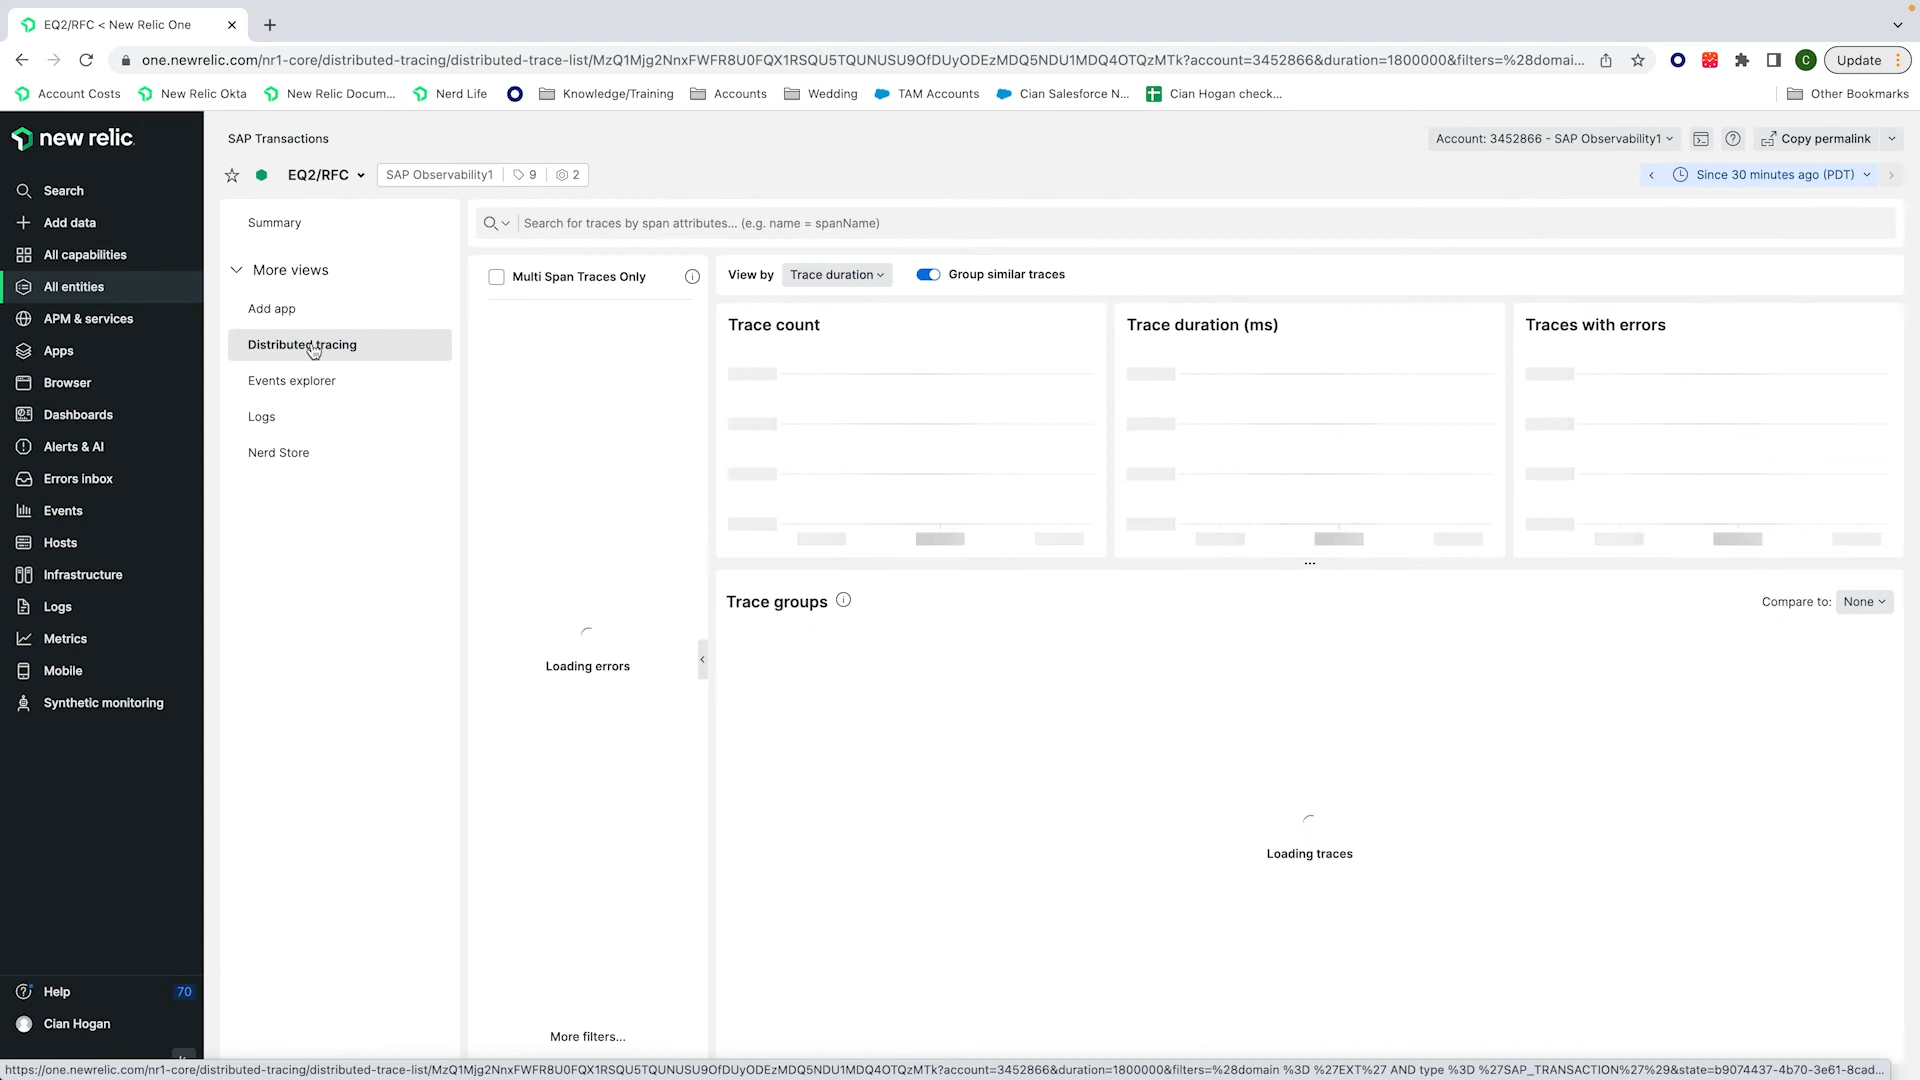 EQ2/RFC < New Relic One
one.newrelic.com/nr1-core/distributed-tracing/distributed-trace-list/MzQ1Mjg2NnxFWFR8U0FQX1RSQU5TQUNUSU9OfDUyODEzMDQ5NDU1MDQ4OTQzMTk?account=3452866&duration=1800000&filters=%28domai...
Update
Account Costs
New Relic Okta
New Relic Docum...
Nerd Life
Knowledge/Training
Accounts
Wedding
TAM Accounts
Cian Salesforce N...
Cian Hogan check...
Other Bookmarks
new relic
Search
Add data
All capabilities
All entities
APM & services
Apps
Browser
Dashboards
Alerts & AI
Errors inbox
Events
Hosts
Infrastructure
Logs
Metrics
Mobile
Synthetic monitoring
Help 70
Cian Hogan
SAP Transactions
Account: 3452866 - SAP Observability1
Copy permalink
EQ2/RFC
SAP Observability1 9 2
Since 30 minutes ago (PDT)
Summary
More views
Add app
Distributed tracing
Events explorer
Logs
Nerd Store
Search for traces by span attributes... (e.g. name = spanName)
Multi Span Traces Only
Loading errors
More filters...
View by Trace duration
Group similar traces
Trace count
Trace duration (ms)
Traces with errors
...
Trace groups
Compare to: None
Loading traces
https://one.newrelic.com/nr1-core/distributed-tracing/distributed-trace-list/MzQ1Mjg2NnxFWFR8U0FQX1RSQU5TQUNUSU9OfDUyODEzMDQ5NDU1MDQ4OTQzMTk?account=3452866&duration=1800000&filters=%28domain %3D %27EXT%27 AND type %3D %27SAP_TRANSACTION%27%29&state=b9074437-4b70-3e61-8cad...